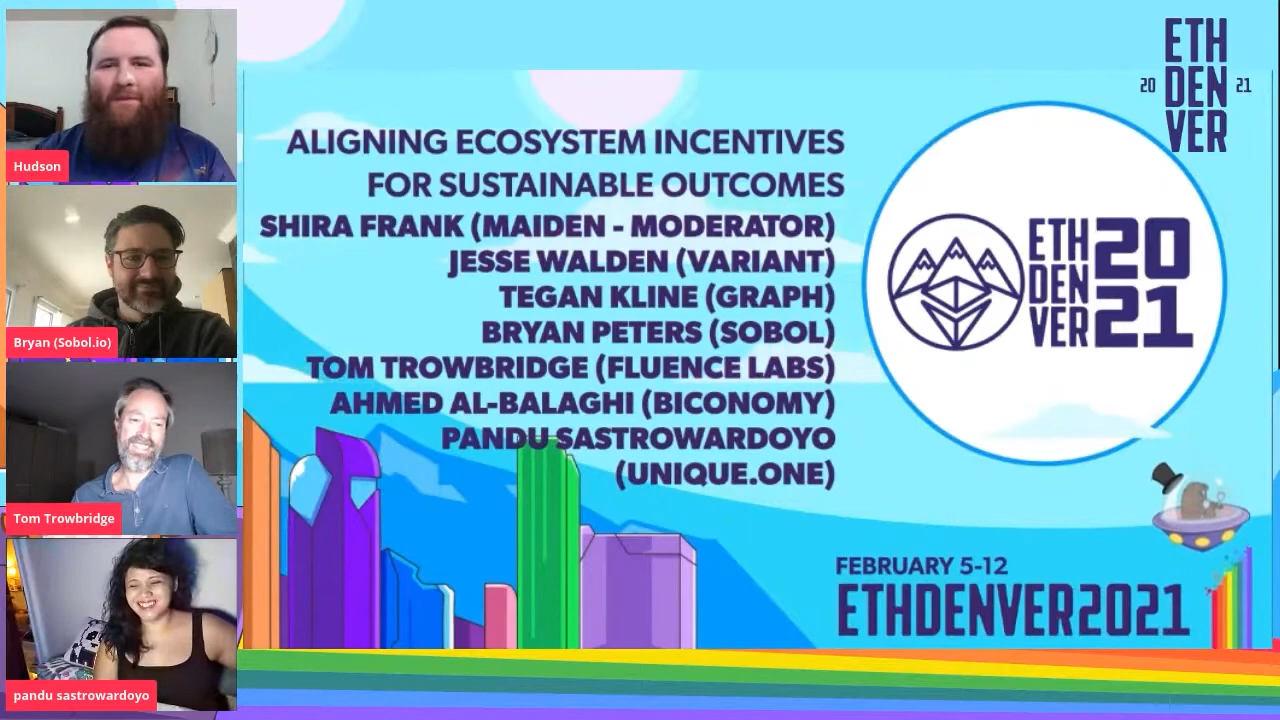 Hudson
Bryan (Sobol.io)
Tom Trowbridge
pandu sastrowardoyo
ALIGNING ECOSYSTEM INCENTIVES
FOR SUSTAINABLE OUTCOMES
SHIRA FRANK (MAIDEN - MODERATOR)
JESSE WALDEN (VARIANT)
TEGAN KLINE (GRAPH)
BRYAN PETERS (SOBOL)
TOM TROWBRIDGE (FLUENCE LABS)
AHMED AL-BALAGHI (BICONOMY)
PANDU SASTROWARDOYO
(UNIQUE.ONE)
ETH
20 DEN 21
VER
ETH 20
DEN
VER 21
FEBRUARY 5-12
ETHDENVER2021